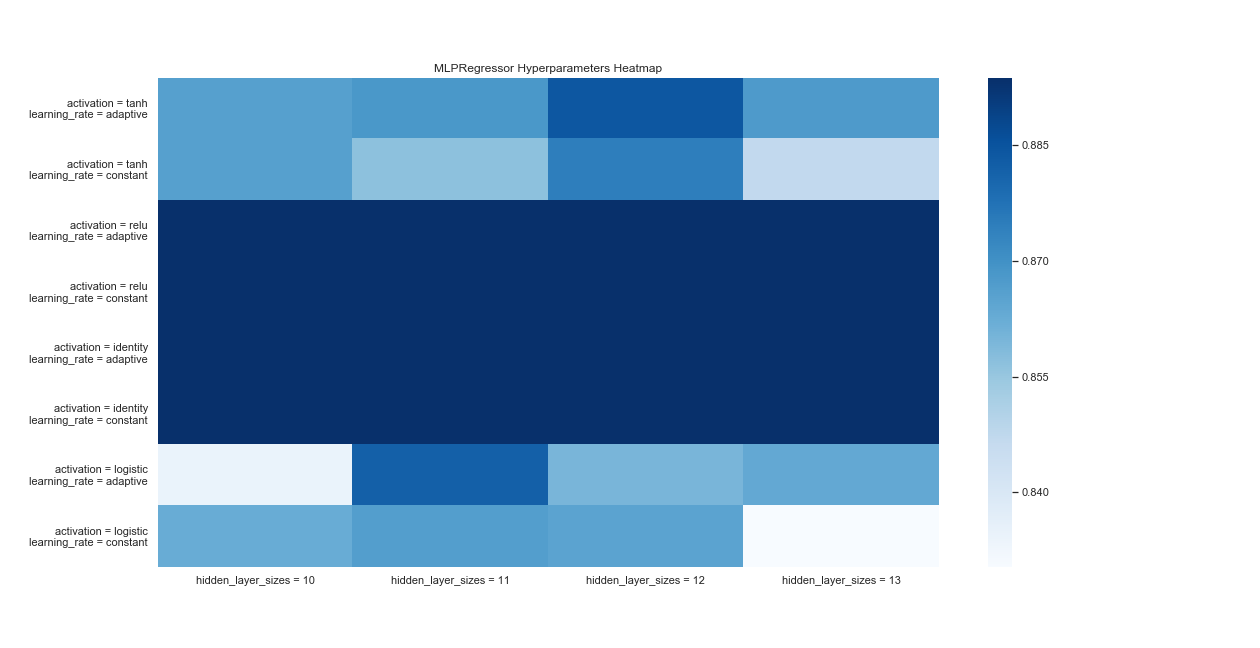 MLPRegressor Hyperparameters Heatmap
activation = tanh
learning_rate = adaptive
activation = tanh
learning_rate = constant
activation = relu
learning_rate = adaptive
activation = relu
learning_rate = constant
activation = identity
learning_rate = adaptive
activation = identity
learning_rate = constant
activation = logistic
learning_rate = adaptive
activation = logistic
learning_rate = constant
hidden_layer_sizes = 10
hidden_layer_sizes = 11
hidden_layer_sizes = 12
hidden_layer_sizes = 13
0.885
0.870
0.855
0.840